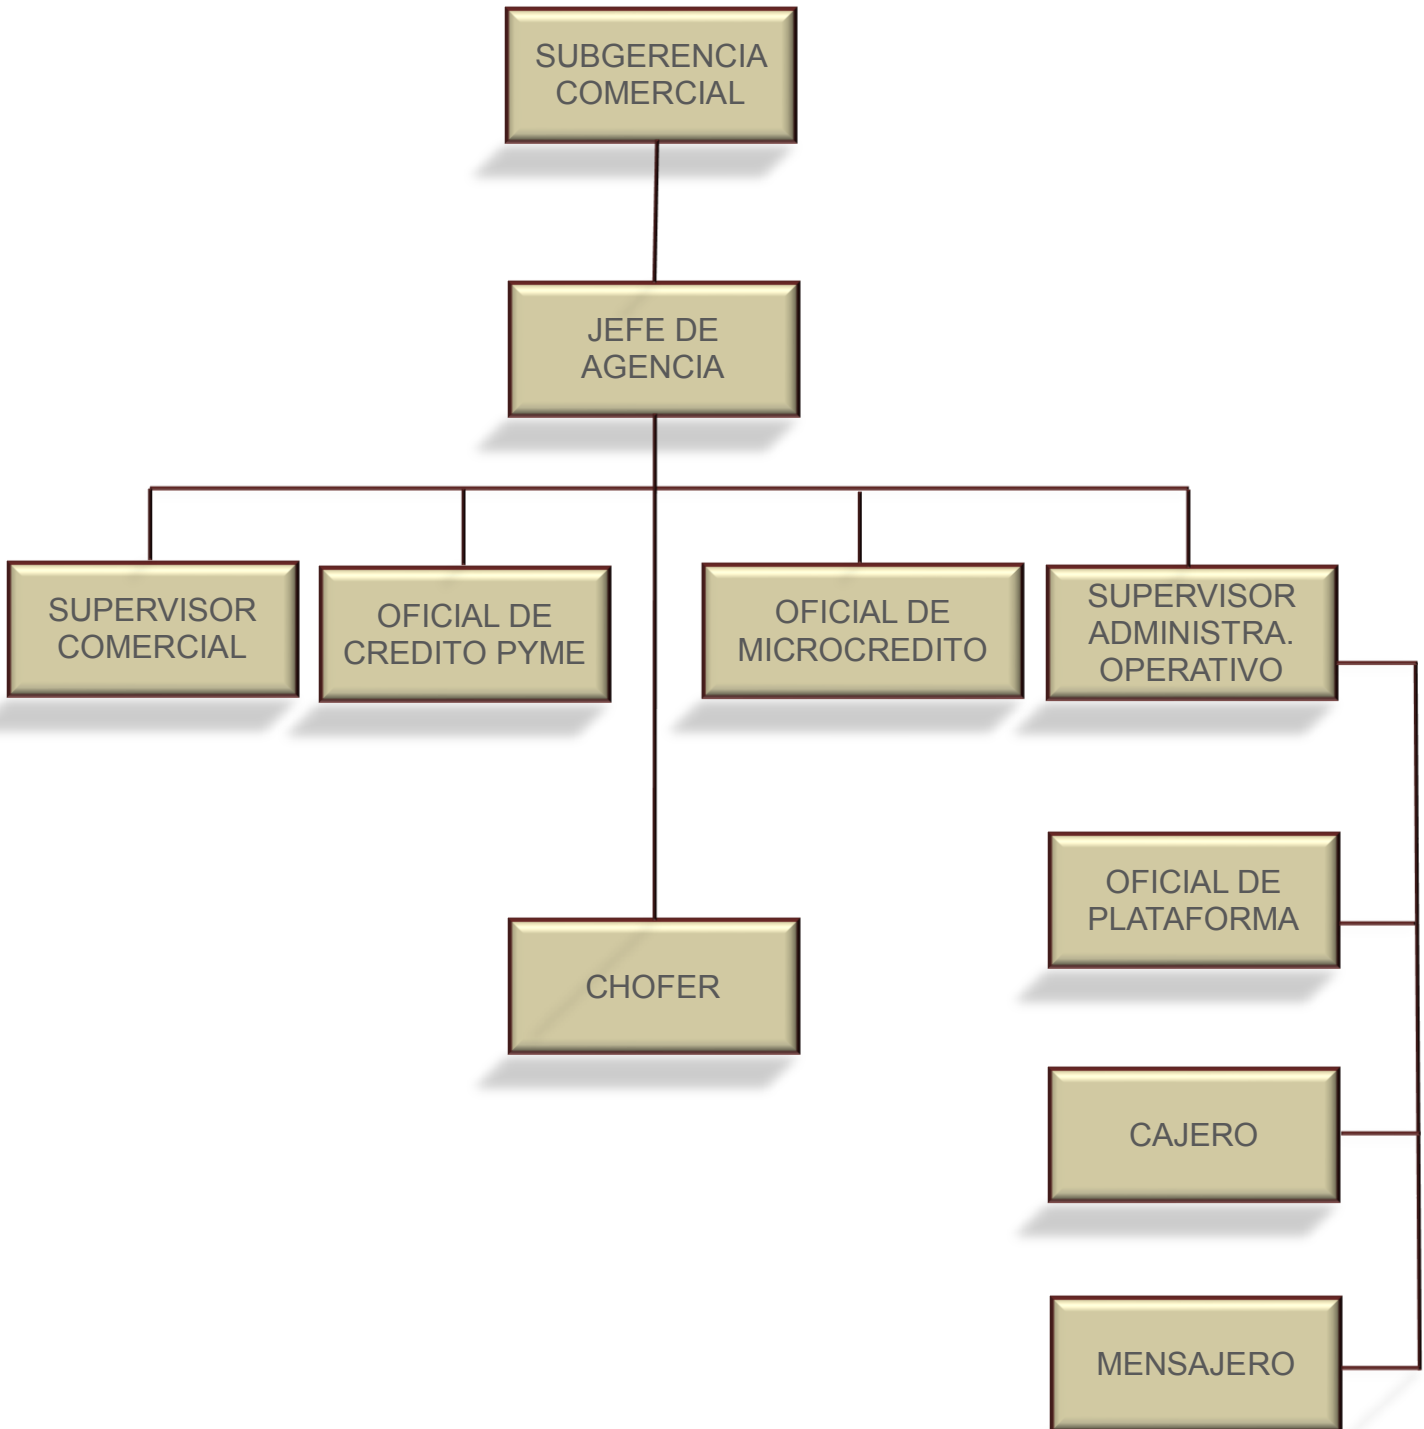 SUBGERENCIA
COMERCIAL
JEFE DE
AGENCIA
SUPERVISOR
COMERCIAL
OFICIAL DE
CREDITO PYME
OFICIAL DE
MICROCREDITO
SUPERVISOR
ADMINISTRA.
OPERATIVO
OFICIAL DE
PLATAFORMA
CHOFER
CAJERO
MENSAJERO